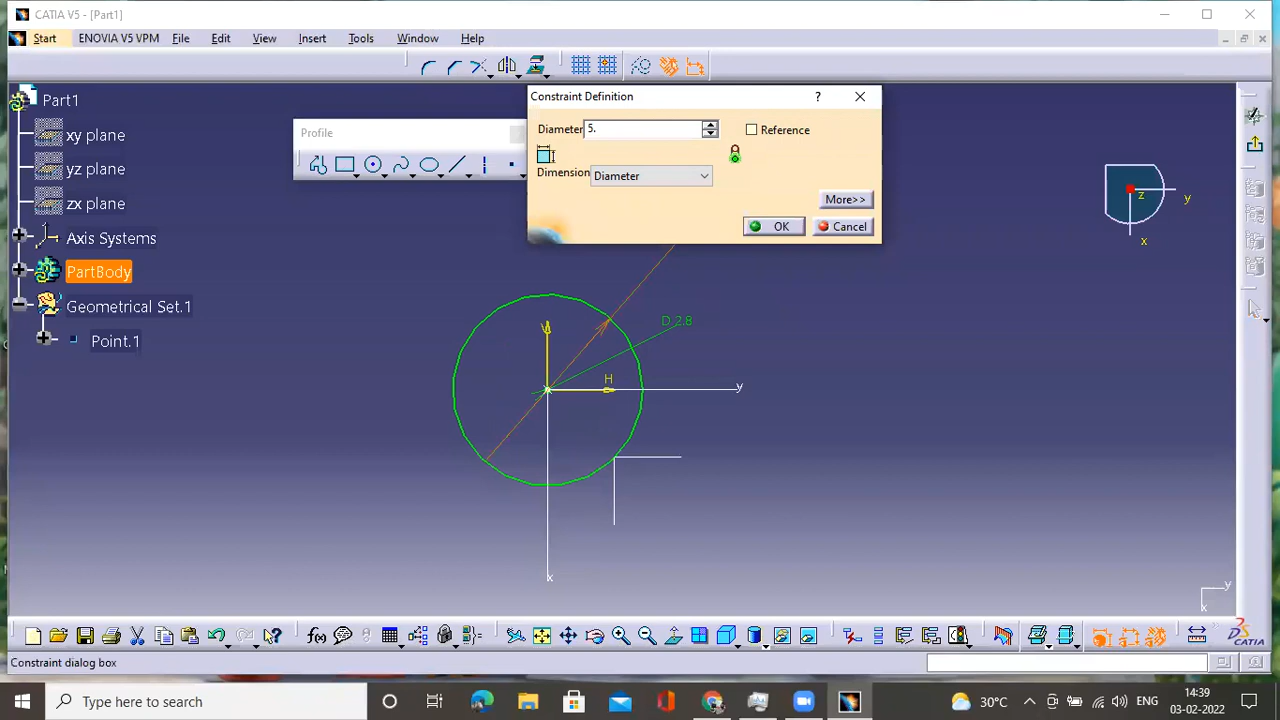 CATIA V5 - [Part1]
Start ENOVIA V5 VPM File Edit View Insert Tools Window Help
Constraint Definition ?
Part1
xy plane
yz plane
zx plane
Axis Systems
PartBody
Geometrical Set.1
Point.1
Profile
Diameter 5.
Reference
Dimension Diameter
More>>
OK Cancel
z
y
x
D 2.8
V
H
y
x
y
x
f(x)
CATIA
Constraint dialog box
Type here to search
30°C
ENG
14:39
03-02-2022